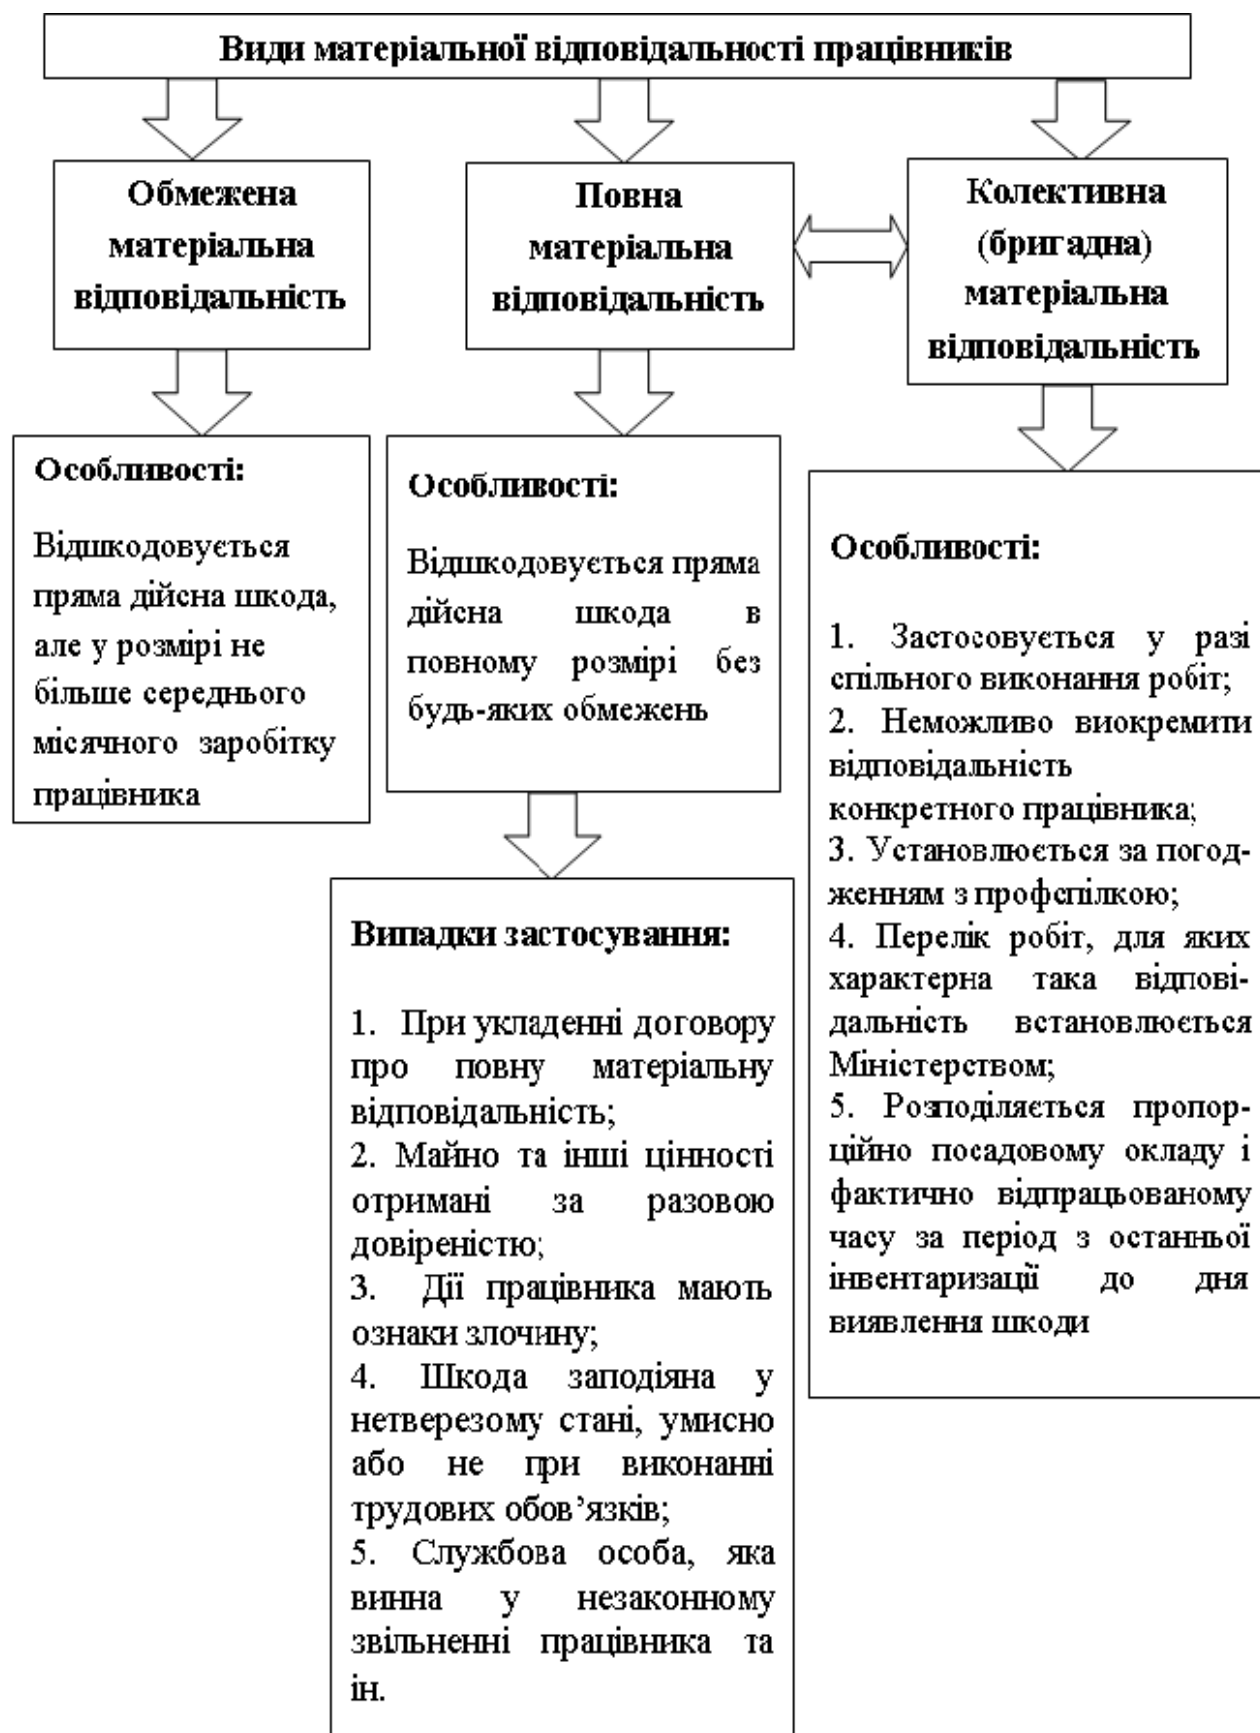 Види матеріальної відповідальності працівників
Обмежена
матеріальна
відповідальність
Повна
матеріальна
відповідальність
Колективна
(бригадна)
матеріальна
відповідальність
Особливості:
Відшкодовується
пряма дійсна шкода,
але у розмірі не
більше середнього
місячного заробітку
працівника
Особливості:
Відшкодовується пряма
дійсна шкода в
повному розмірі без
будь-яких обмежень
Випадки застосування:
1. При укладенні договору
про повну матеріальну
відповідальність;
2. Майно та інші цінності
отримані за разовою
довіреністю;
3. Дії працівника мають
ознаки злочину;
4. Шкода заподіяна у
нетверезому стані, умисно
або не при виконанні
трудових обов’язків;
5. Службова особа, яка
винна у незаконному
звільненні працівника та
ін.
Особливості:
1. Застосовується у разі
спільного виконання робіт;
2. Неможливо виокремити
відповідальність
конкретного працівника;
3. Установлюється за погод-
женням з профспілкою;
4. Перелік робіт, для яких
характерна така відпові-
дальність встановлюється
Міністерством;
5. Розподіляється пропор-
ційно посадовому окладу і
фактично відпрацьованому
часу за період з останньої
інвентаризації до дня
виявлення шкоди